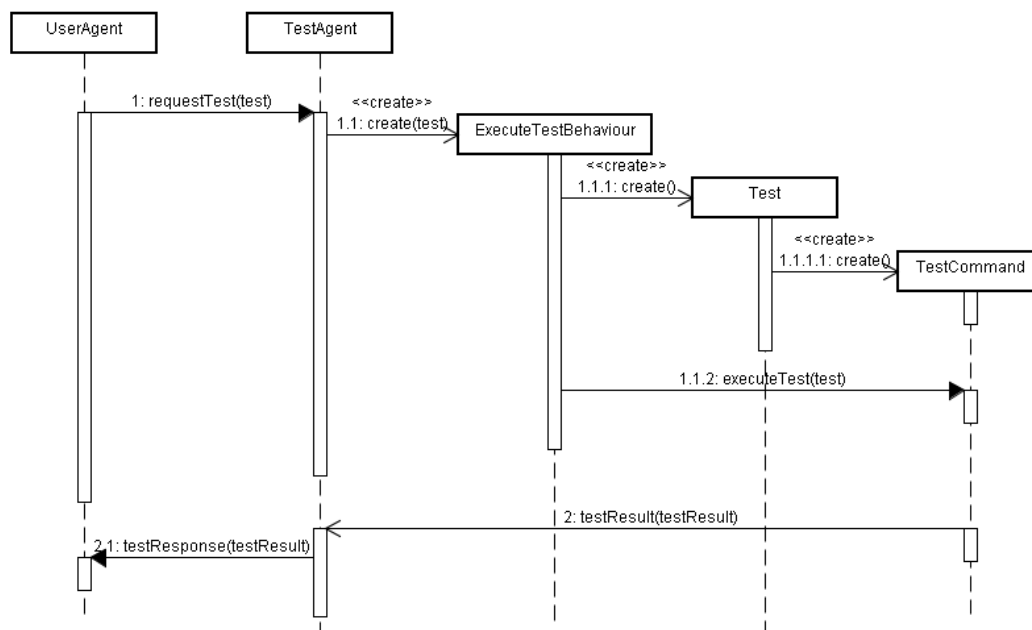 UserAgent
TestAgent
1: requestTest(test)
<<create>>
1.1: create(test)
ExecuteTestBehaviour
<<create>>
1.1.1: create()
Test
<<create>>
1.1.1.1: create()
TestCommand
1.1.2: executeTest(test)
2: testResult(testResult)
2.1: testResponse(testResult)